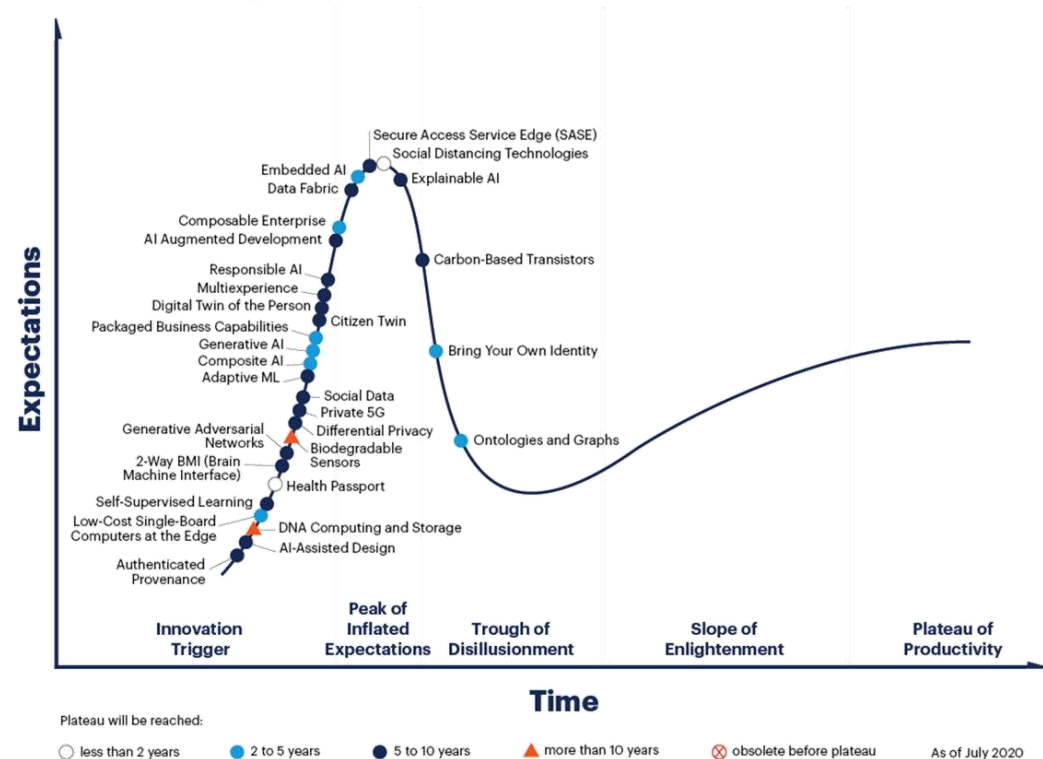 Expectations
Secure Access Service Edge (SASE)
Social Distancing Technologies
Embedded AI
Explainable AI
Data Fabric
Composable Enterprise
AI Augmented Development
Carbon-Based Transistors
Responsible AI
Multiexperience
Digital Twin of the Person
Citizen Twin
Packaged Business Capabilities
Generative AI
Bring Your Own Identity
Composite AI
Adaptive ML
Social Data
Private 5G
Generative Adversarial
Networks
Differential Privacy
Ontologies and Graphs
Biodegradable
Sensors
2-Way BMI (Brain
Machine Interface)
Health Passport
Self-Supervised Learning
Low-Cost Single-Board
Computers at the Edge
DNA Computing and Storage
AI-Assisted Design
Authenticated
Provenance
Innovation
Trigger
Peak of
Inflated
Expectations
Trough of
Disillusionment
Slope of
Enlightenment
Plateau of
Productivity
Time
Plateau will be reached:
less than 2 years
2 to 5 years
5 to 10 years
more than 10 years
obsolete before plateau
As of July 2020